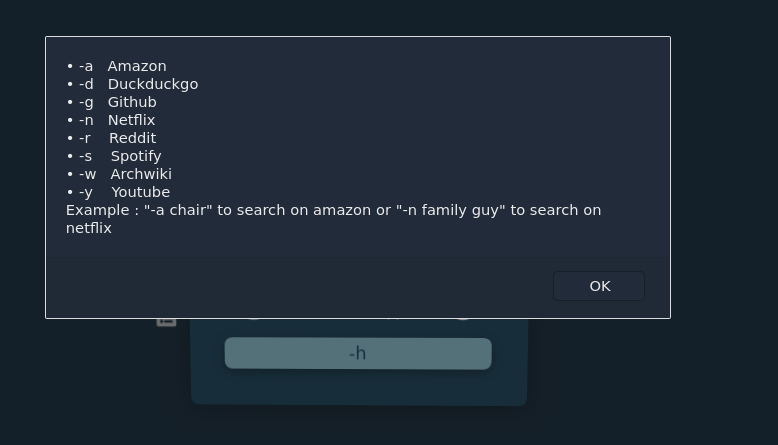 • -a Amazon
• -d Duckduckgo
• -g Github
• -n Netflix
• -r Reddit
• -s Spotify
• -w Archwiki
• -y Youtube
Example : "-a chair" to search on amazon or "-n family guy" to search on
netflix
OK
-h